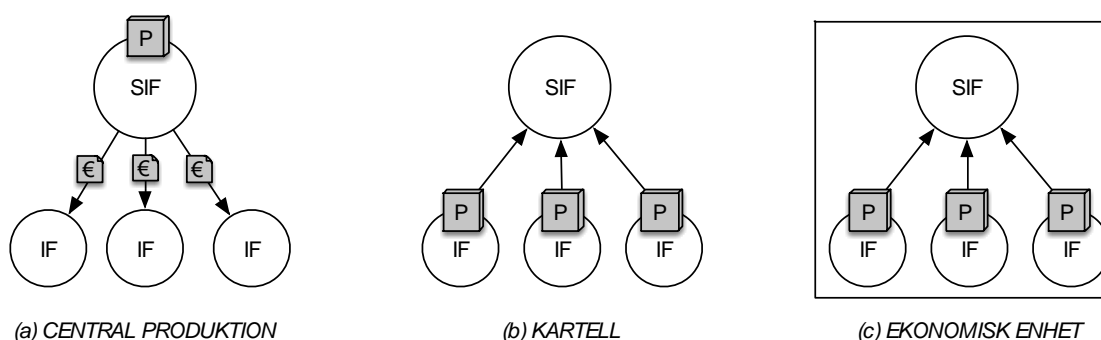 P
SIF
€ € €
IF IF IF
(a) CENTRAL PRODUKTION
SIF
P P P
IF IF IF
(b) KARTELL
SIF
P P P
IF IF IF
(c) EKONOMISK ENHET